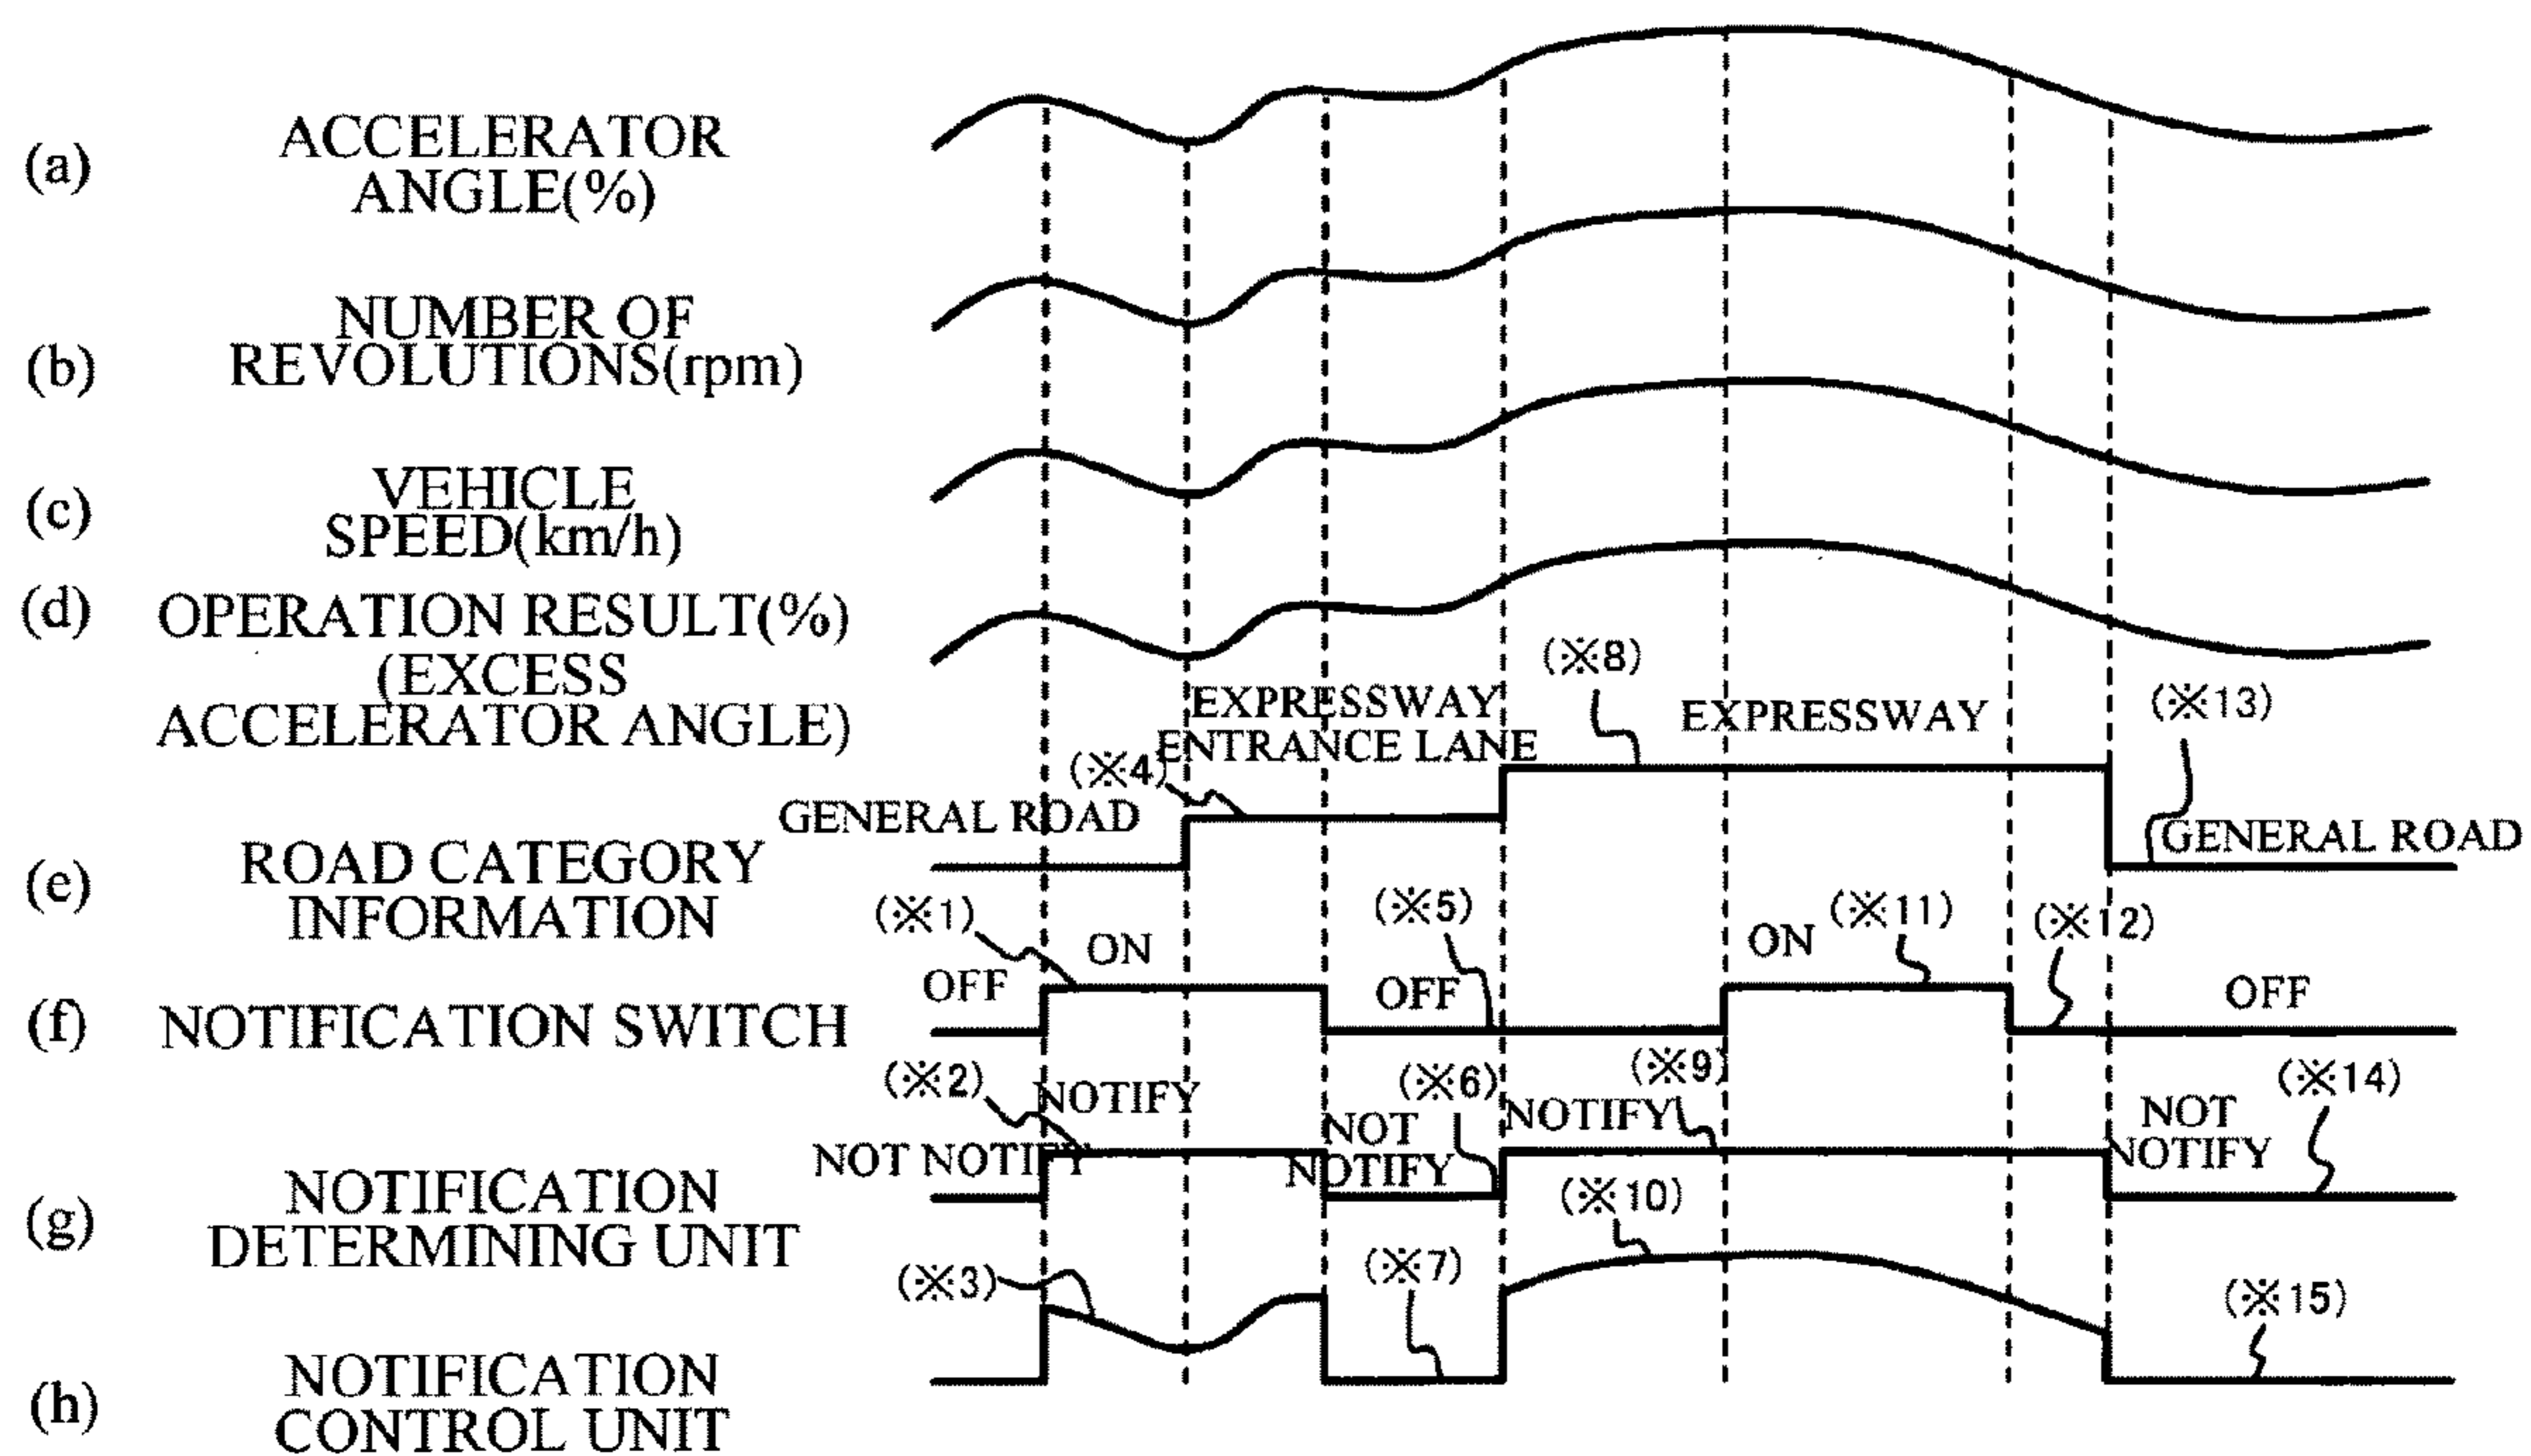 (a) ACCELERATOR
ANGLE(%)
(b) NUMBER OF
REVOLUTIONS(rpm)
(c) VEHICLE
SPEED(km/h)
(d) OPERATION RESULT(%)
(EXCESS
ACCELERATOR ANGLE)
(※8)
EXPRESSWAY
ENTRANCE LANE
EXPRESSWAY
(※13)
(※4)
GENERAL ROAD
GENERAL ROAD
(e) ROAD CATEGORY
INFORMATION
(※1)
(※5)
(※11)
(※12)
OFF
ON
OFF
ON
OFF
(f) NOTIFICATION SWITCH
(※2)
(※6)
(※9)
(※14)
NOT NOTIFY
NOTIFY
NOT
NOTIFY
NOTIFY
NOT
NOTIFY
(g) NOTIFICATION
DETERMINING UNIT
(※3)
(※7)
(※10)
(※15)
(h) NOTIFICATION
CONTROL UNIT